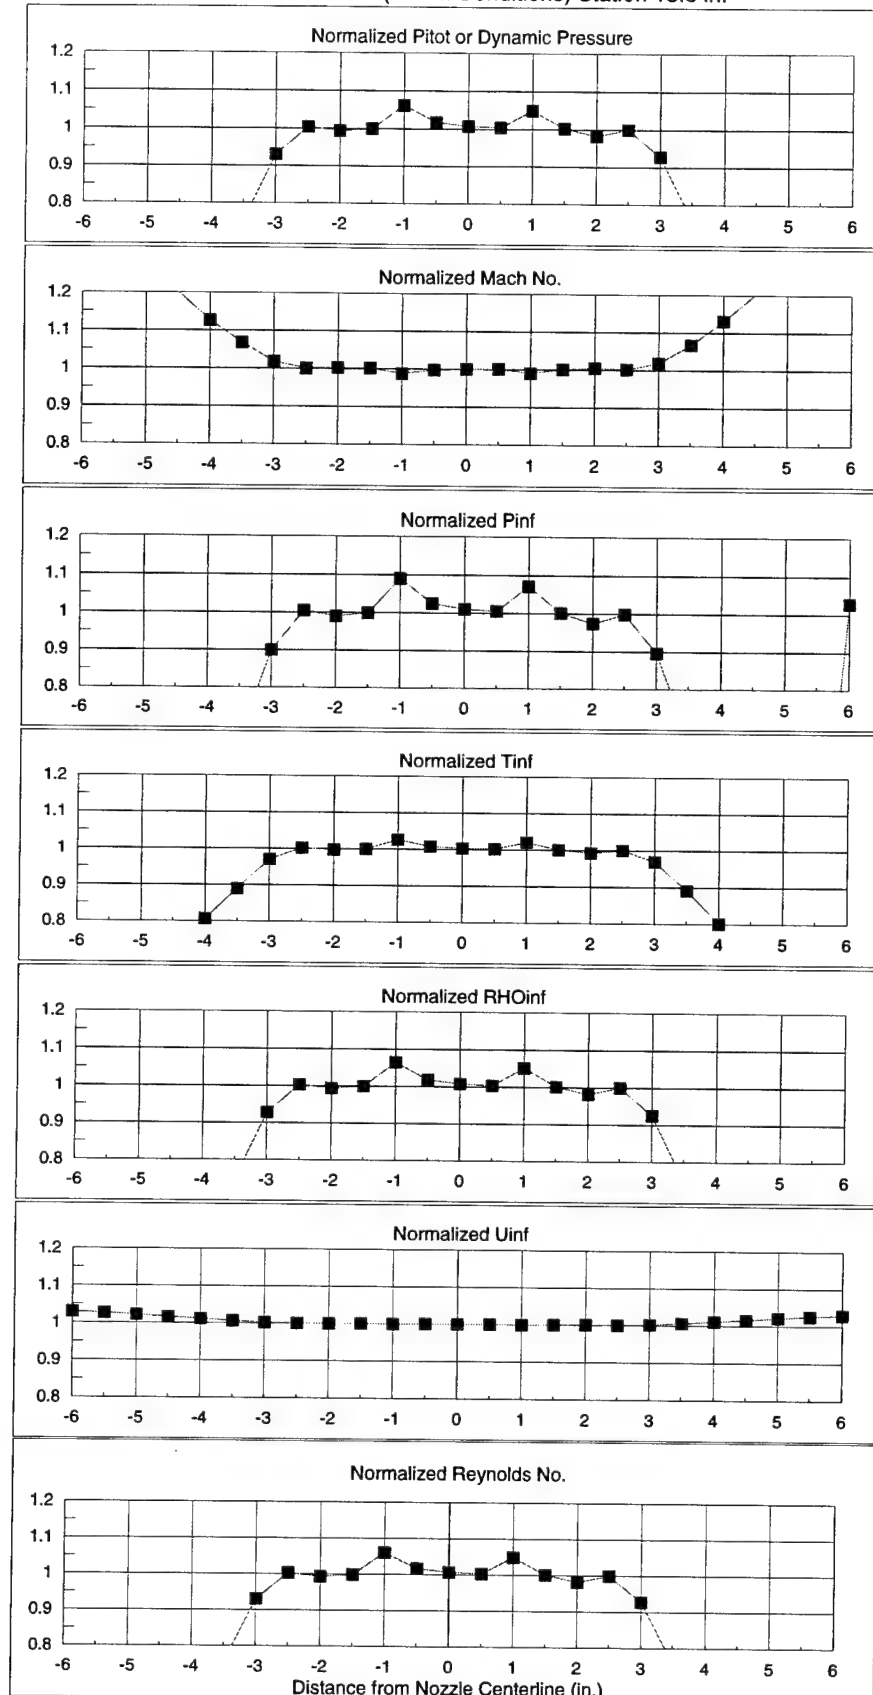 Normalized Pitot or Dynamic Pressure
1.2
1.1
1
0.9
0.8
-6 -5 -4 -3 -2 -1 0 1 2 3 4 5 6
Normalized Mach No.
1.2
1.1
1
0.9
0.8
-6 -5 -4 -3 -2 -1 0 1 2 3 4 5 6
Normalized Pinf
1.2
1.1
1
0.9
0.8
-6 -5 -4 -3 -2 -1 0 1 2 3 4 5 6
Normalized Tinf
1.2
1.1
1
0.9
0.8
-6 -5 -4 -3 -2 -1 0 1 2 3 4 5 6
Normalized RHOinf
1.2
1.1
1
0.9
0.8
-6 -5 -4 -3 -2 -1 0 1 2 3 4 5 6
Normalized Uinf
1.2
1.1
1
0.9
0.8
-6 -5 -4 -3 -2 -1 0 1 2 3 4 5 6
Normalized Reynolds No.
1.2
1.1
1
0.9
0.8
-6 -5 -4 -3 -2 -1 0 1 2 3 4 5 6
Distance from Nozzle Centerline (in.)